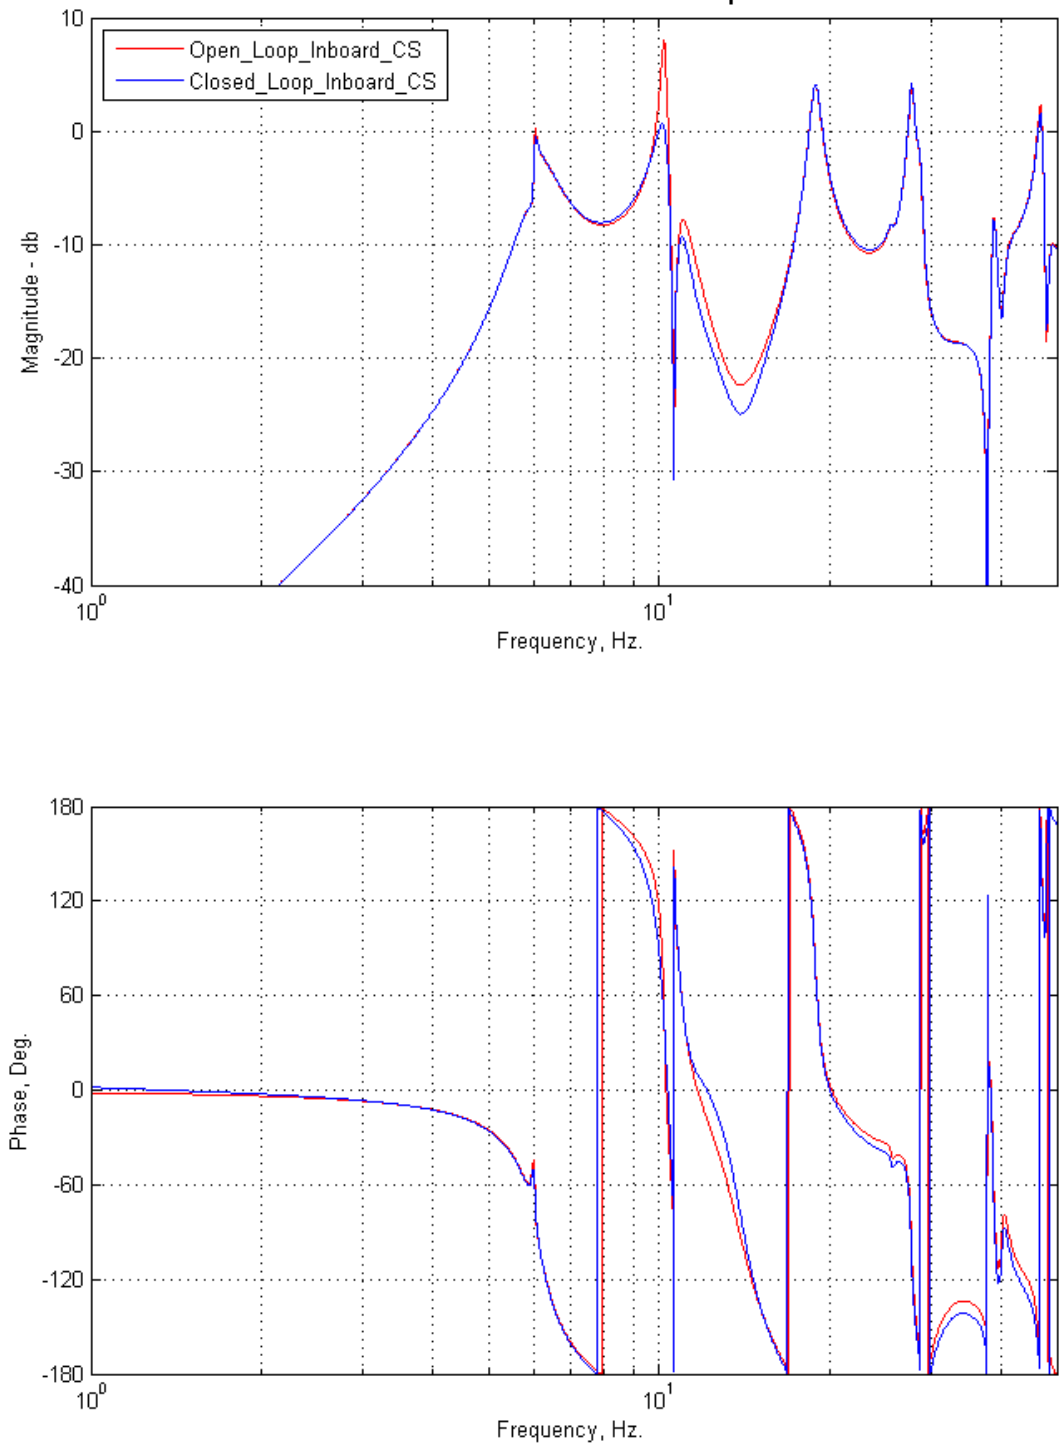 10
Open_Loop_Inboard_CS
Closed_Loop_Inboard_CS
0
-10
-20
-30
-40
Magnitude - db
10^0
10^1
Frequency, Hz.
180
120
60
0
-60
-120
-180
Phase, Deg.
10^0
10^1
Frequency, Hz.